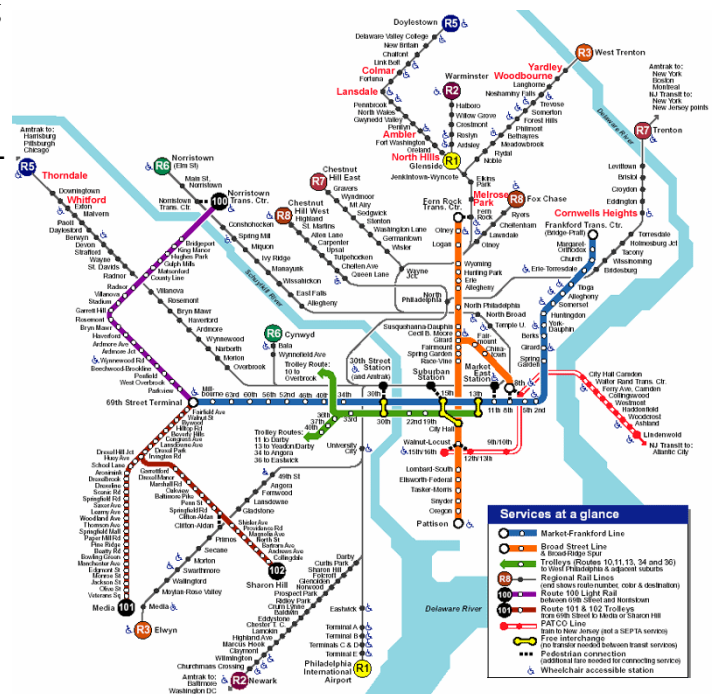 Doylestown
R5
Delaware Valley College
New Britain
Chalfont
Link Belt
Colmar
Fortuna
Lansdale
Pennbrook
North Wales
Gwynedd Valley
Penllyn
Ambler
Fort Washington
Oreland
North Hills
Glenside
R1
Jenkintown-Wyncote
Warminster
R2
Hatboro
Willow Grove
Crestmont
Roslyn
Ardsley
R3
West Trenton
Yardley
Woodbourne
Langhorne
Neshaminy Falls
Trevose
Somerton
Forest Hills
Philmont
Bethayres
Meadowbrook
Rydal
Noble
Elkins
Park
Melrose
Park
Amtrak to:
New York
Boston
Montreal
NJ Transit to:
New York
New Jersey points
Delaware River
R7
Trenton
Levittown
Bristol
Croydon
Eddington
Cornwells Heights
Torresdale
Holmesburg Jct
Tacony
Wissinoming
Bridesburg
Amtrak to:
Harrisburg
Pittsburgh
Chicago
R5
Thorndale
Downingtown
Whitford
Exton
Malvern
Paoli
Daylesford
Berwyn
Devon
Strafford
Wayne
St. Davids
Radnor
Villanova
Rosemont
Bryn Mawr
Haverford
Ardmore
Wynnewood
Narberth
Merion
Overbrook
R6
Norristown
(Elm St)
Main St,
Norristown
Norristown
Trans. Ctr.
100
Norristown
Trans. Ctr.
Conshohocken
Spring Mill
Miquon
Ivy Ridge
Manayunk
Wissahickon
East Falls
Allegheny
Schuylkill River
Bridgeport
King Manor
Hughes Park
Gulph Mills
Matsonford
County Line
Radnor
Villanova
Stadium
Garrett Hill
Rosemont
Bryn Mawr
Haverford
Ardmore Ave
Ardmore Jct
Wynnewood Rd
Beechwood-Brookline
Penfield
West Overbrook
Parkview
69th Street Terminal
Chestnut
Hill East
R7
Gravers
Wyndmoor
Mt Airy
Sedgwick
Stenton
Washington Lane
Germantown
Wister
Wayne
Jct.
Chestnut
Hill West
R8
Highland
St. Martins
Allen Lane
Carpenter
Upsal
Tulpehocken
Chelten Ave
Queen Lane
North
Philadelphia
Fern Rock
Trans. Ctr.
Fern
Rock
Olney
Logan
Wyoming
Hunting Park
Erie
Allegheny
North Philadelphia
North Broad
Temple U.
Susquehanna-Dauphin
Cecil B. Moore
Girard
Fairmount
Spring Garden
Race-Vine
Fair-
mount
China-
town
8th
R8
Fox Chase
Ryers
Cheltenham
Lawndale
Olney
Frankford Trans. Ctr.
(Bridge-Pratt)
Margaret-
Orthodox
Church
Erie-Torresdale
Tioga
Allegheny
Somerset
Huntingdon
York-
Dauphin
Berks
Girard
Spring
Garden
R6
Cynwyd
Bala
Wynnefield Ave
Trolley Route:
10 to
Overbrook
30th Street
Station
(and Amtrak)
Suburban
Station
Market
East
Station
Mill-
bourne
63rd
60th
56th
52nd
46th
40th
34th
30th
15th
13th
11th
8th
5th
2nd
40th
37th
36th
33rd
22nd
19th
City Hall
Trolley Routes:
11 to Darby
13 to Yeadon/Darby
34 to Angora
36 to Eastwick
Walnut-Locust
15th/16th
12th/13th
9th/10th
City Hall Camden
Walter Rand Trans. Ctr.
Ferry Ave, Camden
Collingswood
Westmont
Haddonfield
Woodcrest
Ashland
Lindenwold
NJ Transit to:
Atlantic City
Lombard-South
Ellsworth-Federal
Tasker-Morris
Snyder
Oregon
Pattison
University
City
49th St
Angora
Fernwood
Lansdowne
Gladstone
Clifton-Aldan
Primos
Secane
Morton
Swarthmore
Wallingford
Moylan-Rose Valley
Media
R3
Elwyn
Fairfield Ave
Walnut St
Bywood
Hilltop Rd
Beverly Hills
Congress Ave
Lansdowne Ave
Drexel Park
Irvington Rd
Drexel Hill Jct
Huey Ave
School Lane
Aronimink
Drexelbrook
Drexeline
Scenic Rd
Springfield Rd
Saxer Ave
Leamy Ave
Woodland Ave
Thomson Ave
Springfield Mall
Paper Mill Rd
Pine Ridge
Beatty Rd
Bowling Green
Manchester Ave
Edgmont St
Monroe St
Jackson St
Olive St
Veterans Sq
Media
101
Garrettford
Drexel Manor
Marshall Rd
Oakview
Baltimore Pike
Penn St
Springfield Rd
Clifton Aldan
Shisler Ave
Providence Rd
Magnolia Ave
North St
Bartram Ave
Andrews Ave
Collingdale
102
Sharon Hill
Darby
Curtis Park
Sharon Hill
Folcroft
Glenolden
Norwood
Prospect Park
Ridley Park
Crum Lynne
Baldwin
Eddystone
Chester T. C.
Lamokin
Highland Ave
Marcus Hook
Claymont
Wilmington
Churchmans Crossing
R2
Newark
Amtrak to:
Baltimore
Washington DC
Eastwick
Terminal A
Terminal B
Terminals C & D
Terminal E
Philadelphia
International
Airport
R1
Delaware River
Services at a glance
Market-Frankford Line
Broad Street Line
& Broad-Ridge Spur
Trolleys (Routes 10,11,13, 34 and 36)
to West Philadelphia & adjacent suburbs
R8
Regional Rail Lines
(end shows route number, color & destination)
100
Route 100 Light Rail
between 69th Street and Norristown
101
Route 101 & 102 Trolleys
from 69th Street to Media or Sharon Hill
PATCO Line
train to New Jersey (not a SEPTA service)
Free interchange
(no transfer needed between transit services)
Pedestrian connection
(additional fare needed for connecting service)
Wheelchair accessible station